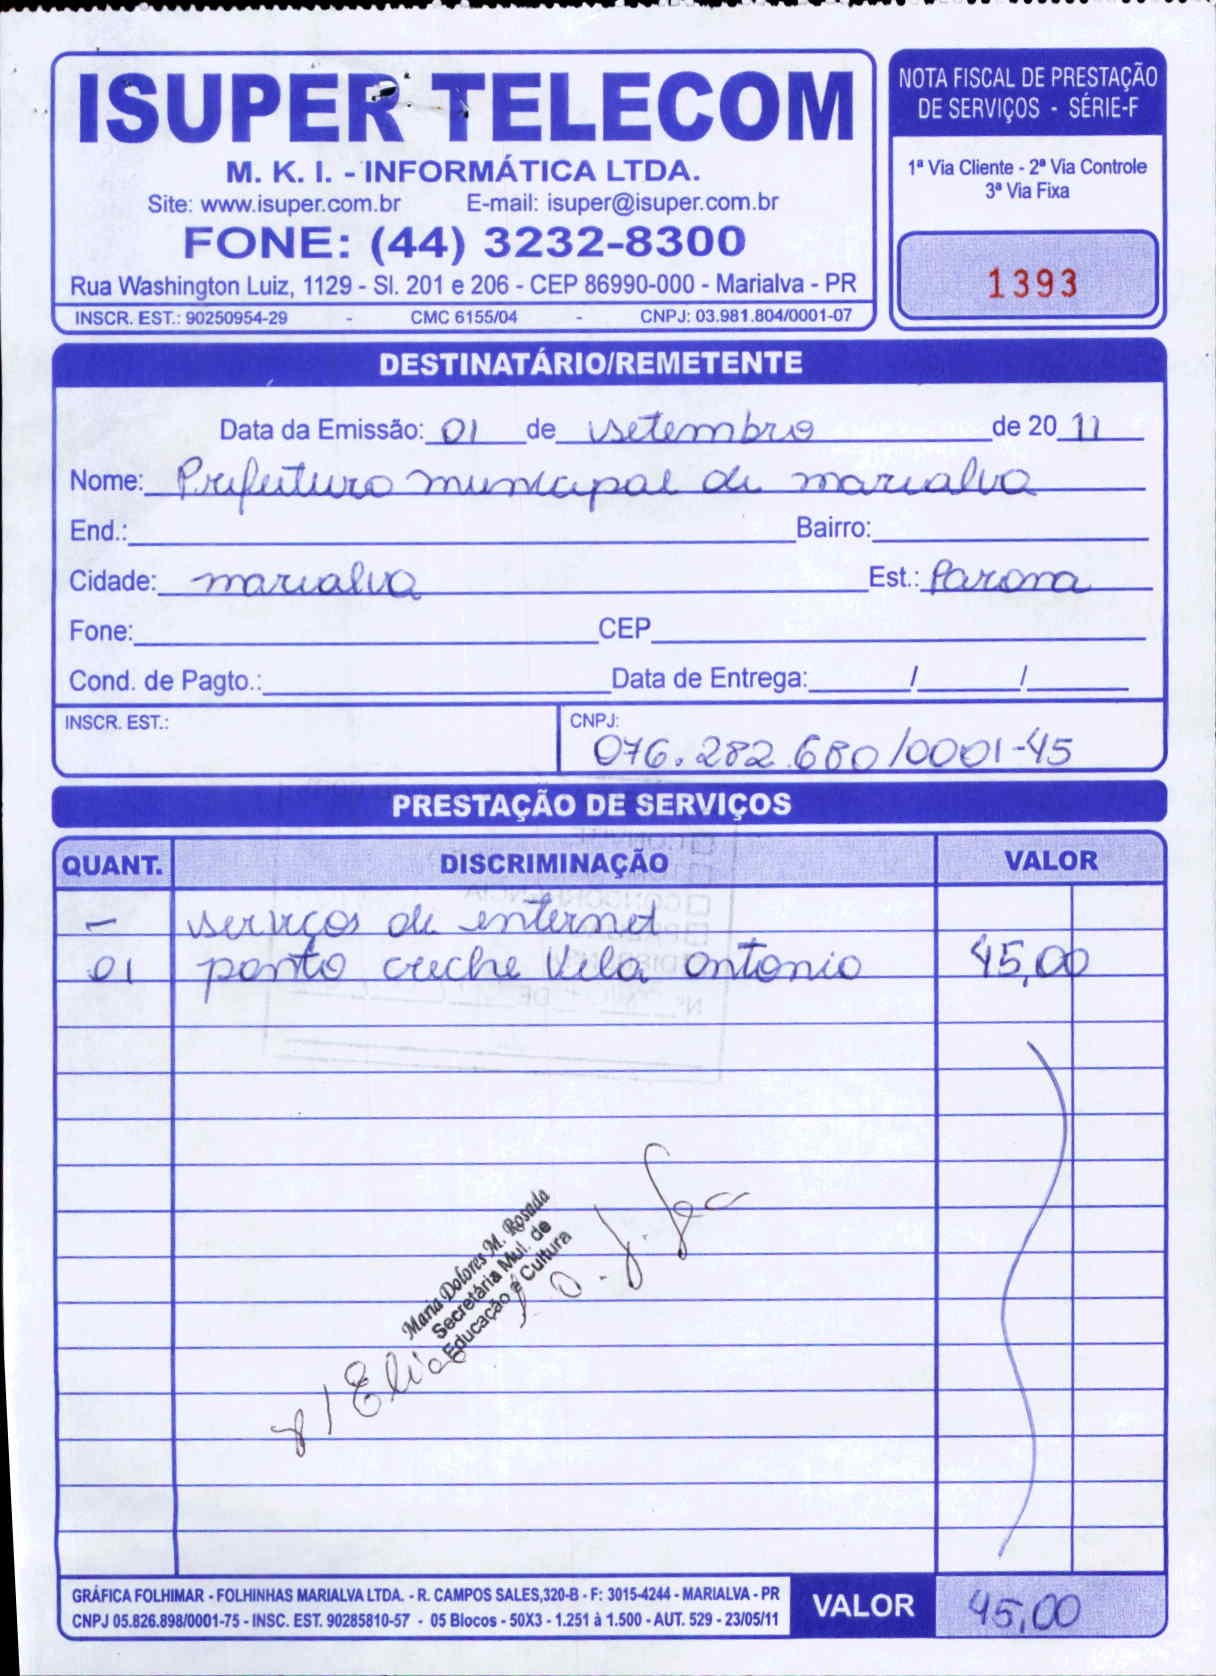 ISUPER TELECOM
M. K. I. - INFORMÁTICA LTDA.
Site: www.isuper.com.br E-mail: isuper@isuper.com.br
FONE: (44) 3232-8300
Rua Washington Luiz, 1129 - Sl. 201 e 206 - CEP 86990-000 - Marialva - PR
INSCR. EST.: 90250954-29 - CMC 6155/04 - CNPJ: 03.981.804/0001-07
NOTA FISCAL DE PRESTAÇÃO
DE SERVIÇOS - SÉRIE-F
1ª Via Cliente - 2ª Via Controle
3ª Via Fixa
1393
DESTINATÁRIO/REMETENTE
Data da Emissão: 01 de setembro de 20 11
Nome: Prefeitura municipal de marialva
End.: Bairro:
Cidade: marialva Est.: Parana
Fone: CEP
Cond. de Pagto.: Data de Entrega: / /
INSCR. EST.: CNPJ:
076.282.680/0001-45
PRESTAÇÃO DE SERVIÇOS
QUANT. DISCRIMINAÇÃO VALOR
- serviços de internet
01 ponto creche Vila antonio 45,00
Maria Dolores M. Rosada
Secretária Mul. de
Educação e Cultura
p/ Elias
GRÁFICA FOLHIMAR - FOLHINHAS MARIALVA LTDA. - R. CAMPOS SALES,320-B - F: 3015-4244 - MARIALVA - PR
CNPJ 05.826.898/0001-75 - INSC. EST. 90285810-57 - 05 Blocos - 50X3 - 1.251 à 1.500 - AUT. 529 - 23/05/11
VALOR 45,00